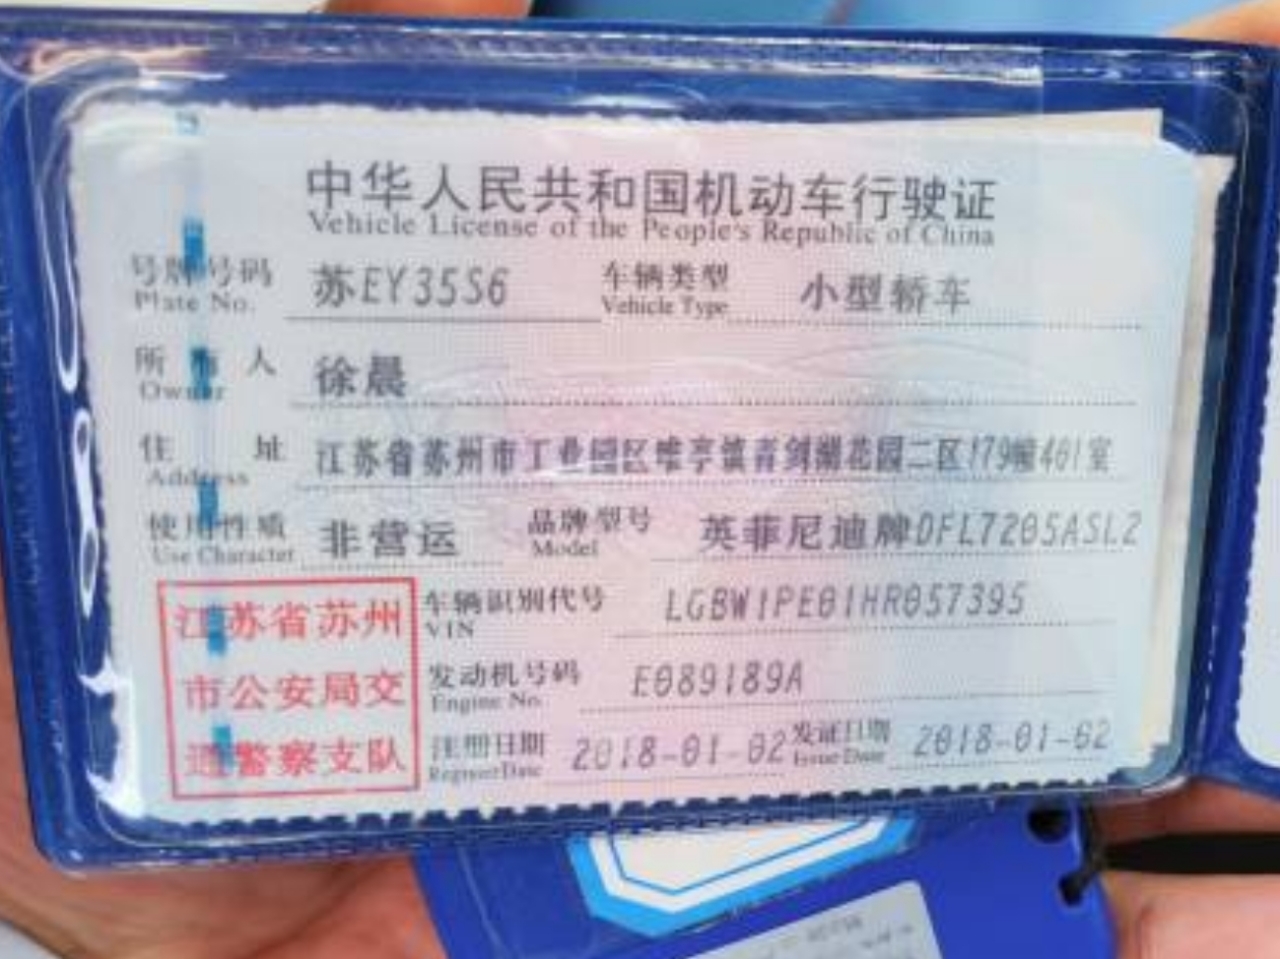 中华人民共和国机动车行驶证
Vehicle License of the People's Republic of China
号牌号码 苏EY35S6 车辆类型 小型轿车
Plate No. Vehicle Type
所有人 徐晨
Owner
住址 江苏省苏州市工业园区唯亭镇青剑湖花园二区179幢401室
Address
使用性质 非营运 品牌型号 英菲尼迪牌DFL7205ASL2
Use Character Model
江苏省苏州 车辆识别代号 LGBW1PE01HR057395
VIN
市公安局交 发动机号码 E089189A
Engine No.
通警察支队 注册日期 2018-01-02 发证日期 2018-01-02
Register Date Issue Date